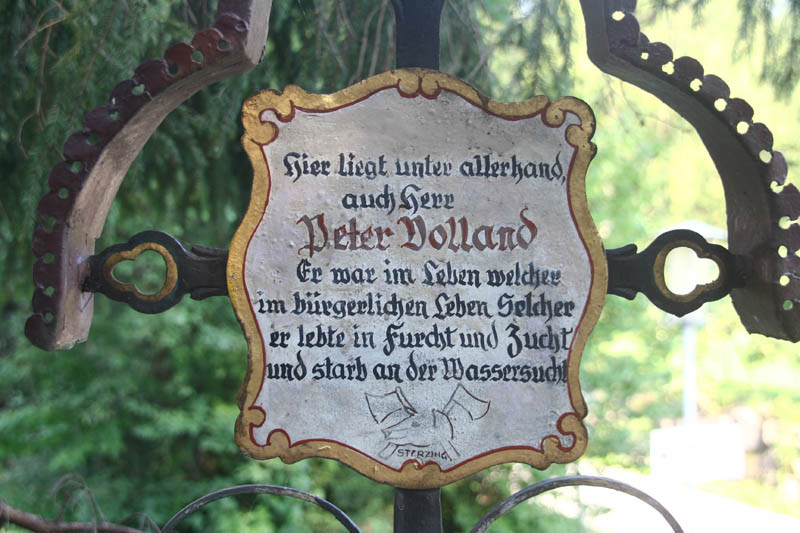 Hier liegt unter allerhand,
auch Herr
Peter Volland
Er war im Leben welcher
im bürgerlichen Leben Solcher
er lebte in Furcht und Zucht
und starb an der Wassersucht
STERZING